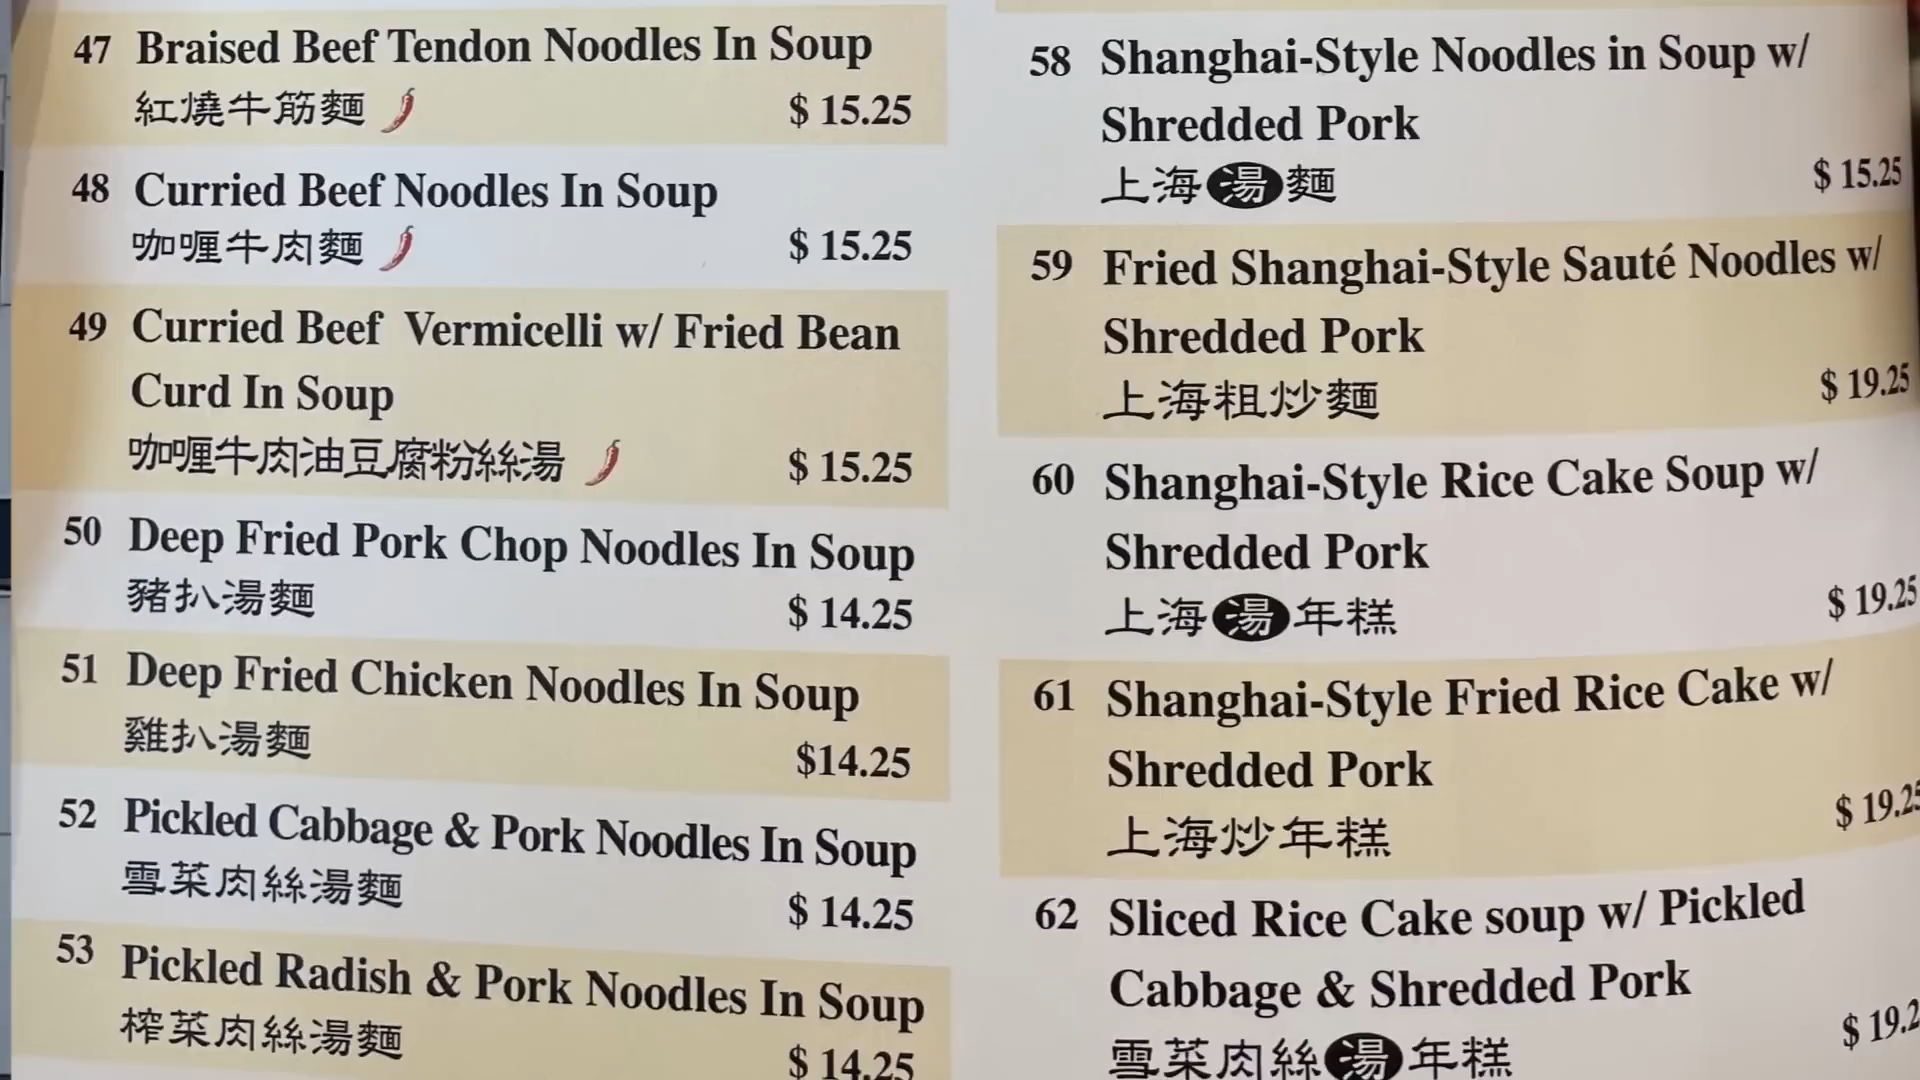 47 Braised Beef Tendon Noodles In Soup
紅燒牛筋麵 $ 15.25
48 Curried Beef Noodles In Soup
咖喱牛肉麵 $ 15.25
49 Curried Beef Vermicelli w/ Fried Bean
Curd In Soup
咖喱牛肉油豆腐粉絲湯 $ 15.25
50 Deep Fried Pork Chop Noodles In Soup
豬扒湯麵 $ 14.25
51 Deep Fried Chicken Noodles In Soup
雞扒湯麵 $14.25
52 Pickled Cabbage & Pork Noodles In Soup
雪菜肉絲湯麵 $ 14.25
53 Pickled Radish & Pork Noodles In Soup
榨菜肉絲湯麵 $ 14.25
58 Shanghai-Style Noodles in Soup w/
Shredded Pork
上海湯麵 $ 15.25
59 Fried Shanghai-Style Sauté Noodles w/
Shredded Pork
上海粗炒麵 $ 19.25
60 Shanghai-Style Rice Cake Soup w/
Shredded Pork
上海湯年糕 $ 19.25
61 Shanghai-Style Fried Rice Cake w/
Shredded Pork
上海炒年糕 $ 19.25
62 Sliced Rice Cake soup w/ Pickled
Cabbage & Shredded Pork
雪菜肉絲湯年糕 $ 19.2